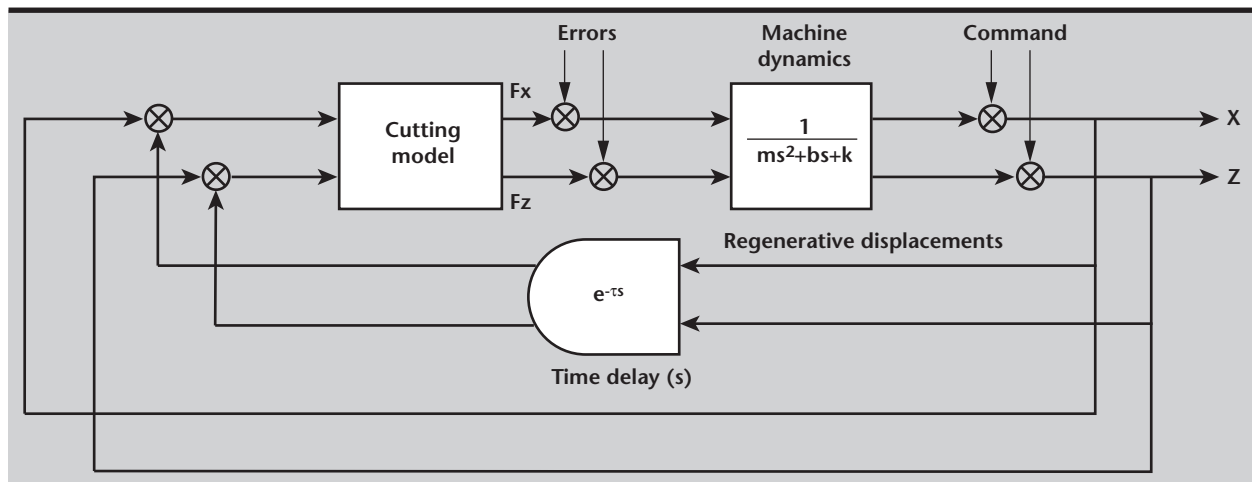 Errors
Machine
dynamics
Command
Fx
Cutting
model
1
ms²+bs+k
X
Z
Fz
Regenerative displacements
e^-τs
Time delay (s)